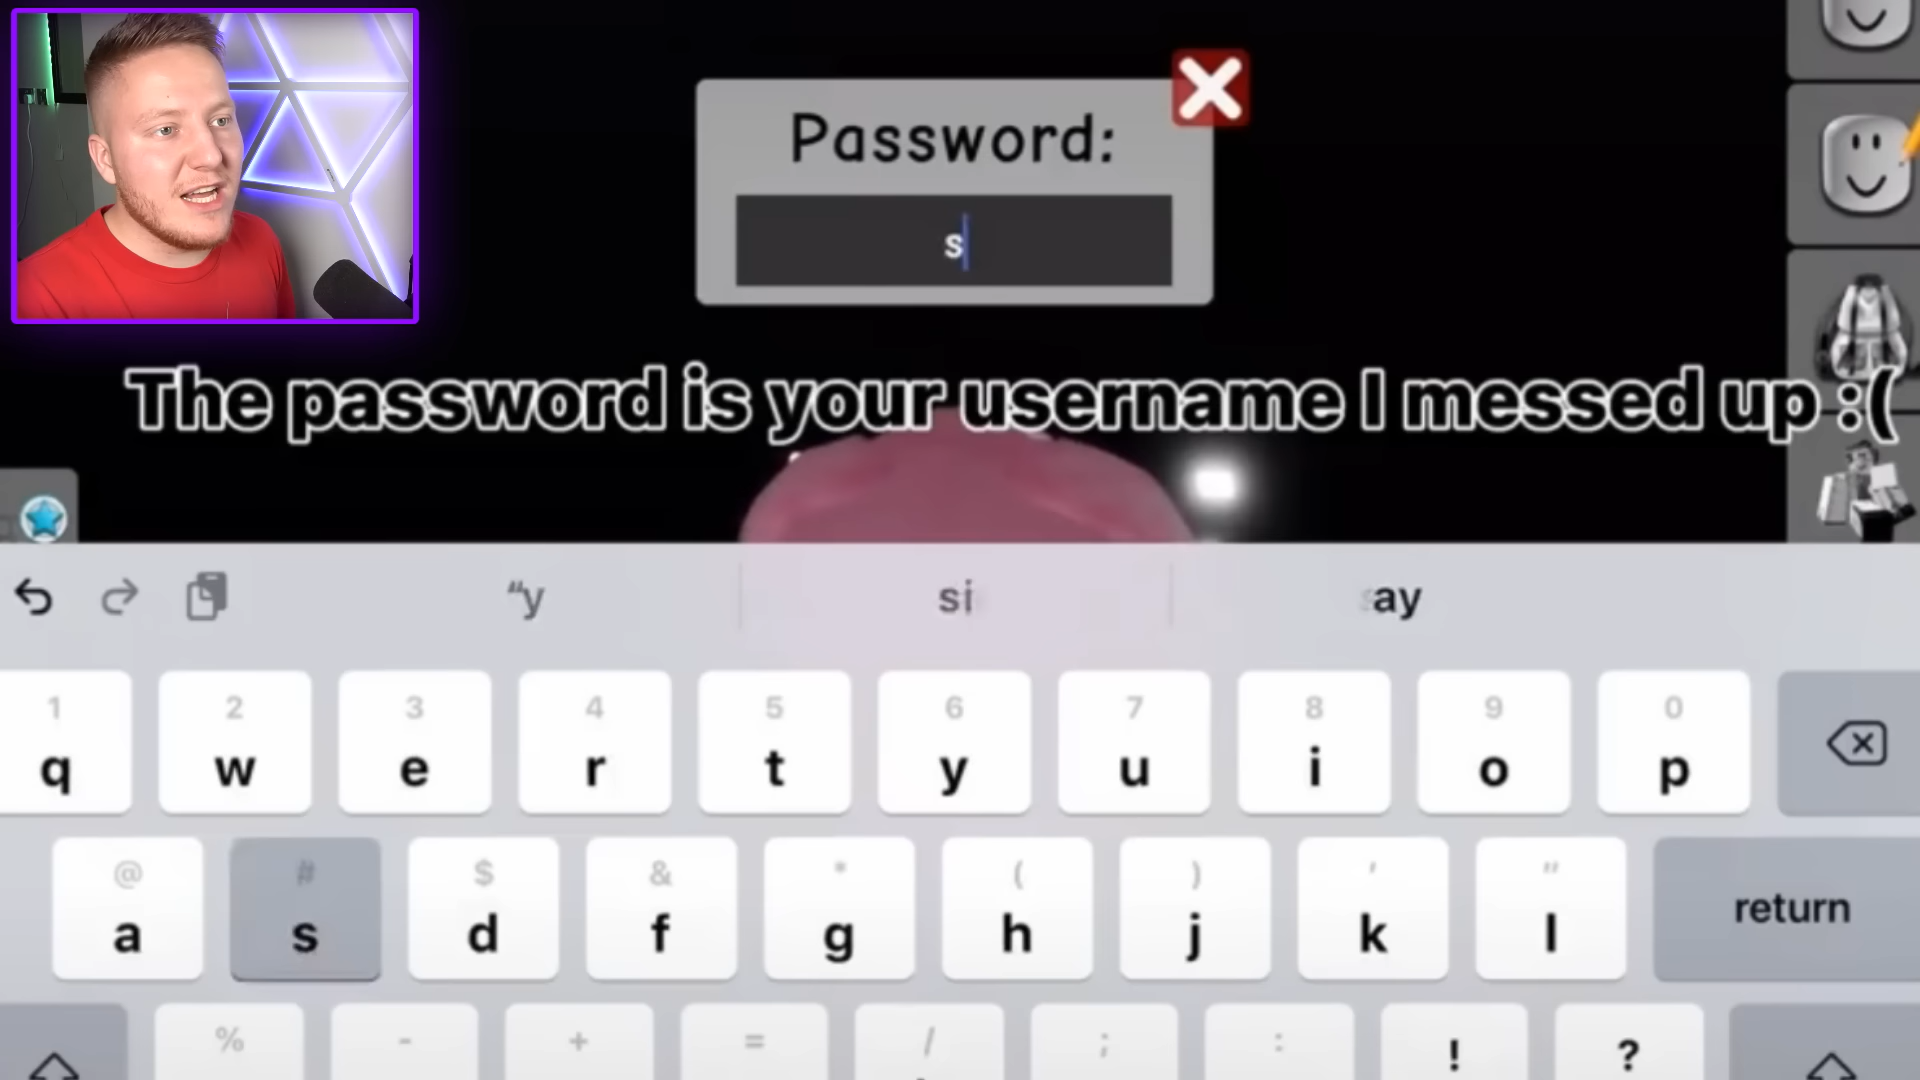 Password:
s
The password is your username I messed up :(
“y
si
ay
1 2 3 4 5 6 7 8 9 0
q w e r t y u i o p
@ # $ & * ( ) ' "
a s d f g h j k l
return
% - + = / ; : ! ?